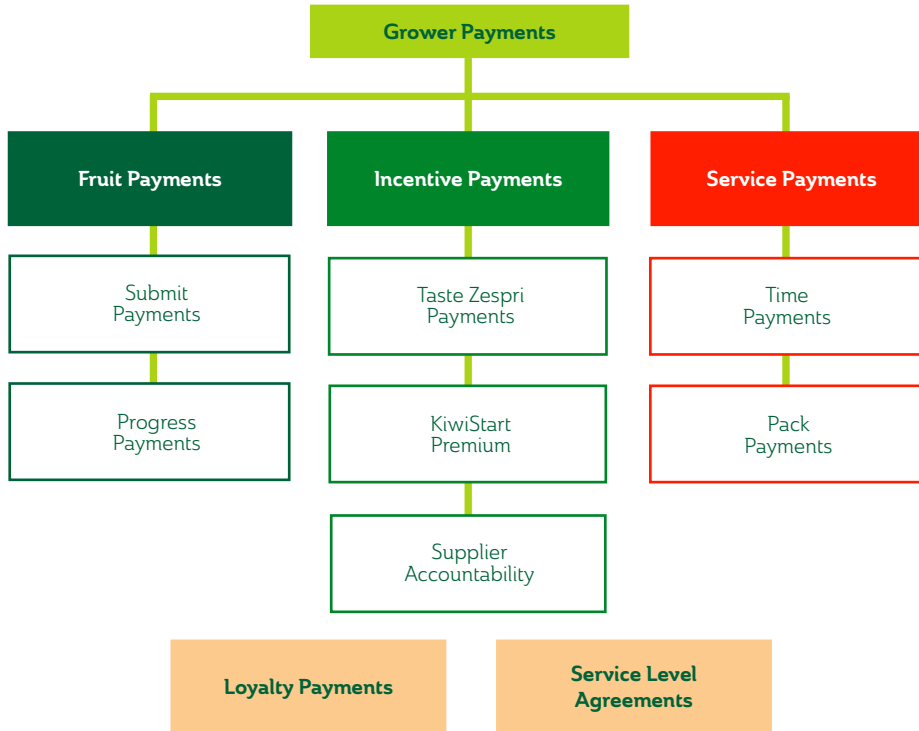 Grower Payments
Fruit Payments
Incentive Payments
Service Payments
Submit
Payments
Taste Zespri
Payments
Time
Payments
Progress
Payments
KiwiStart
Premium
Pack
Payments
Supplier
Accountability
Loyalty Payments
Service Level
Agreements